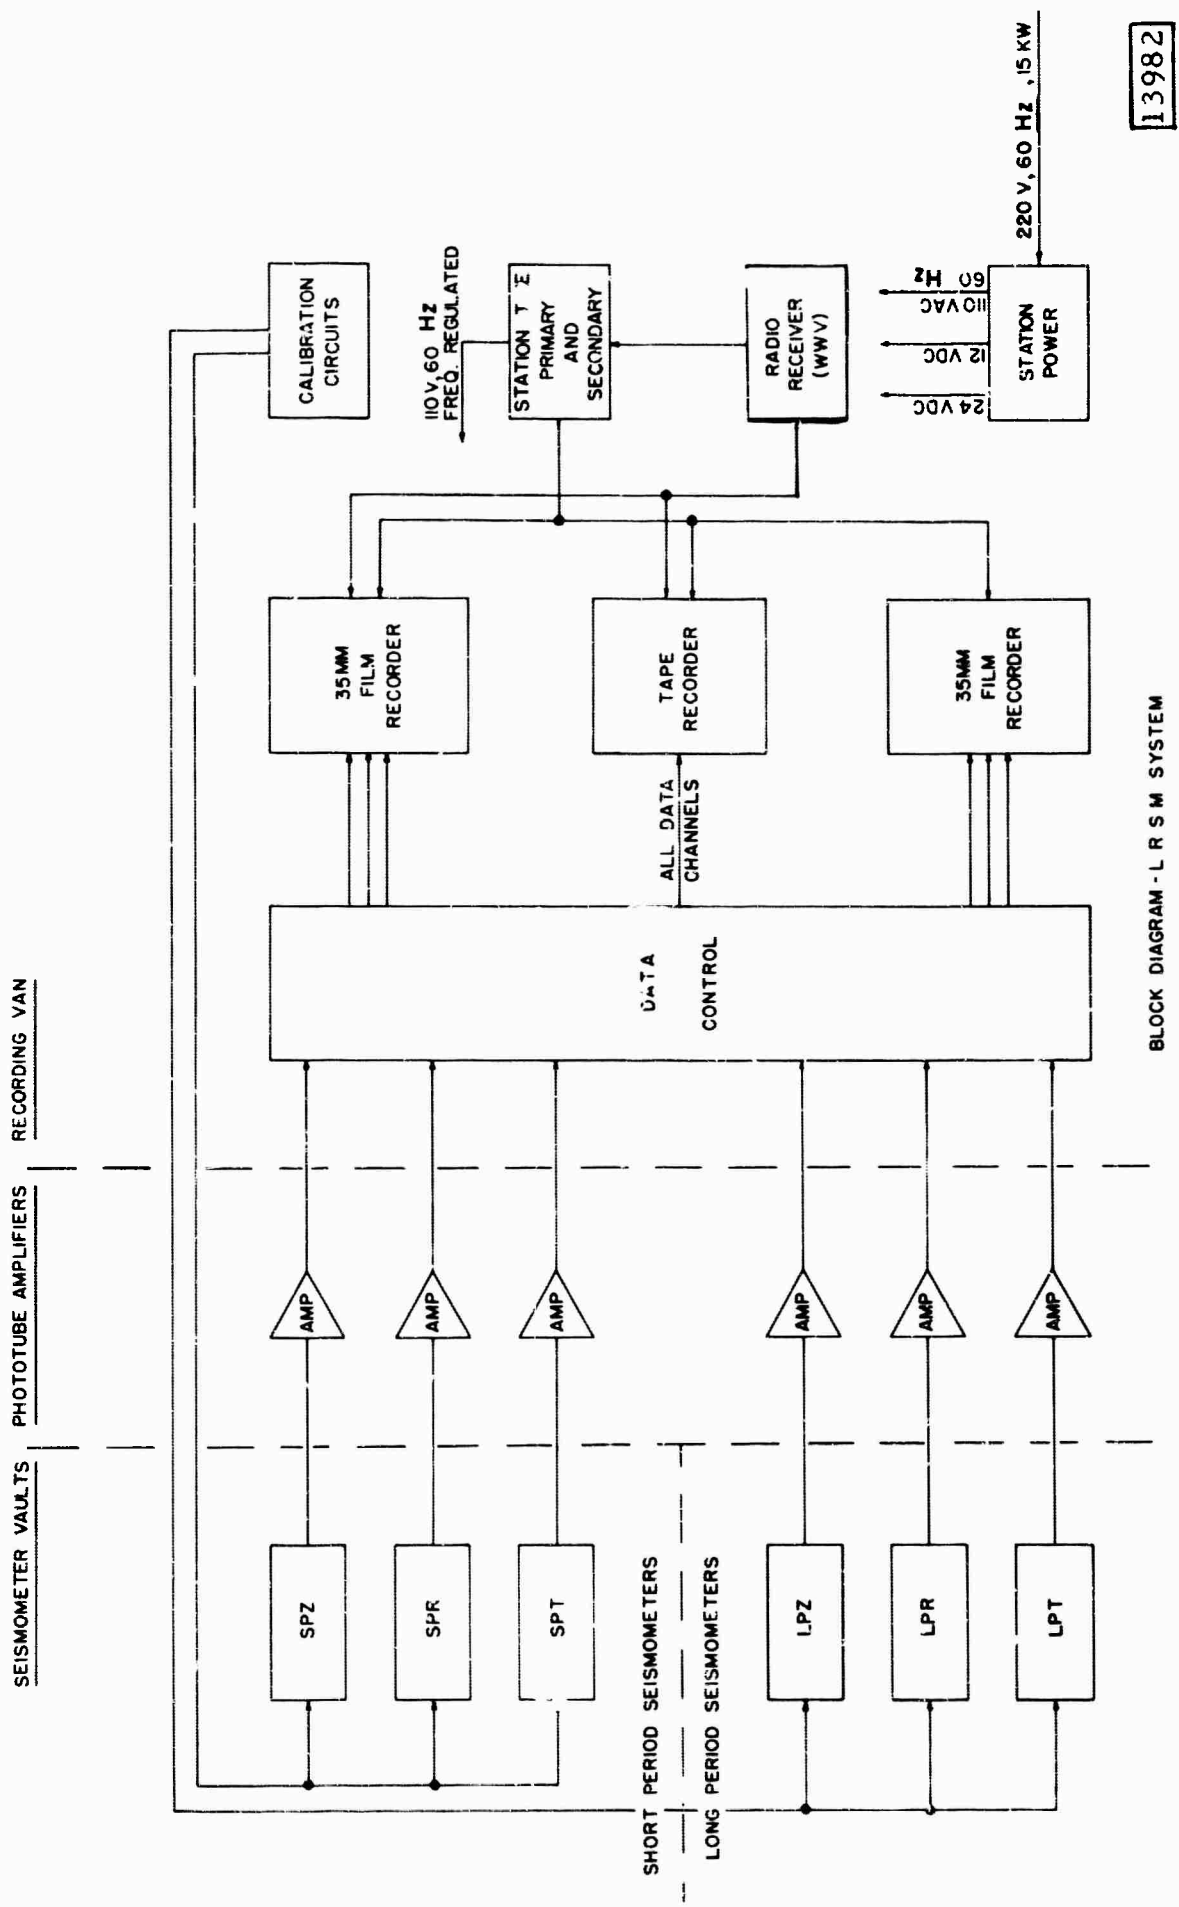 SEISMOMETER VAULTS
PHOTOTUBE AMPLIFIERS
RECORDING VAN
CALIBRATION
CIRCUITS
SPZ
AMP
SPR
AMP
SPT
AMP
SHORT PERIOD SEISMOMETERS
LONG PERIOD SEISMOMETERS
LPZ
AMP
LPR
AMP
LPT
AMP
DATA
CONTROL
35MM
FILM
RECORDER
ALL DATA
CHANNELS
TAPE
RECORDER
35MM
FILM
RECORDER
110V, 60 Hz
FREQ. REGULATED
STATION T E
PRIMARY
AND
SECONDARY
RADIO
RECEIVER
(WWV)
24 VDC
12 VDC
110VAC
60 Hz
STATION
POWER
220 V, 60 Hz , 15 KW
BLOCK DIAGRAM - L R S M SYSTEM
13982